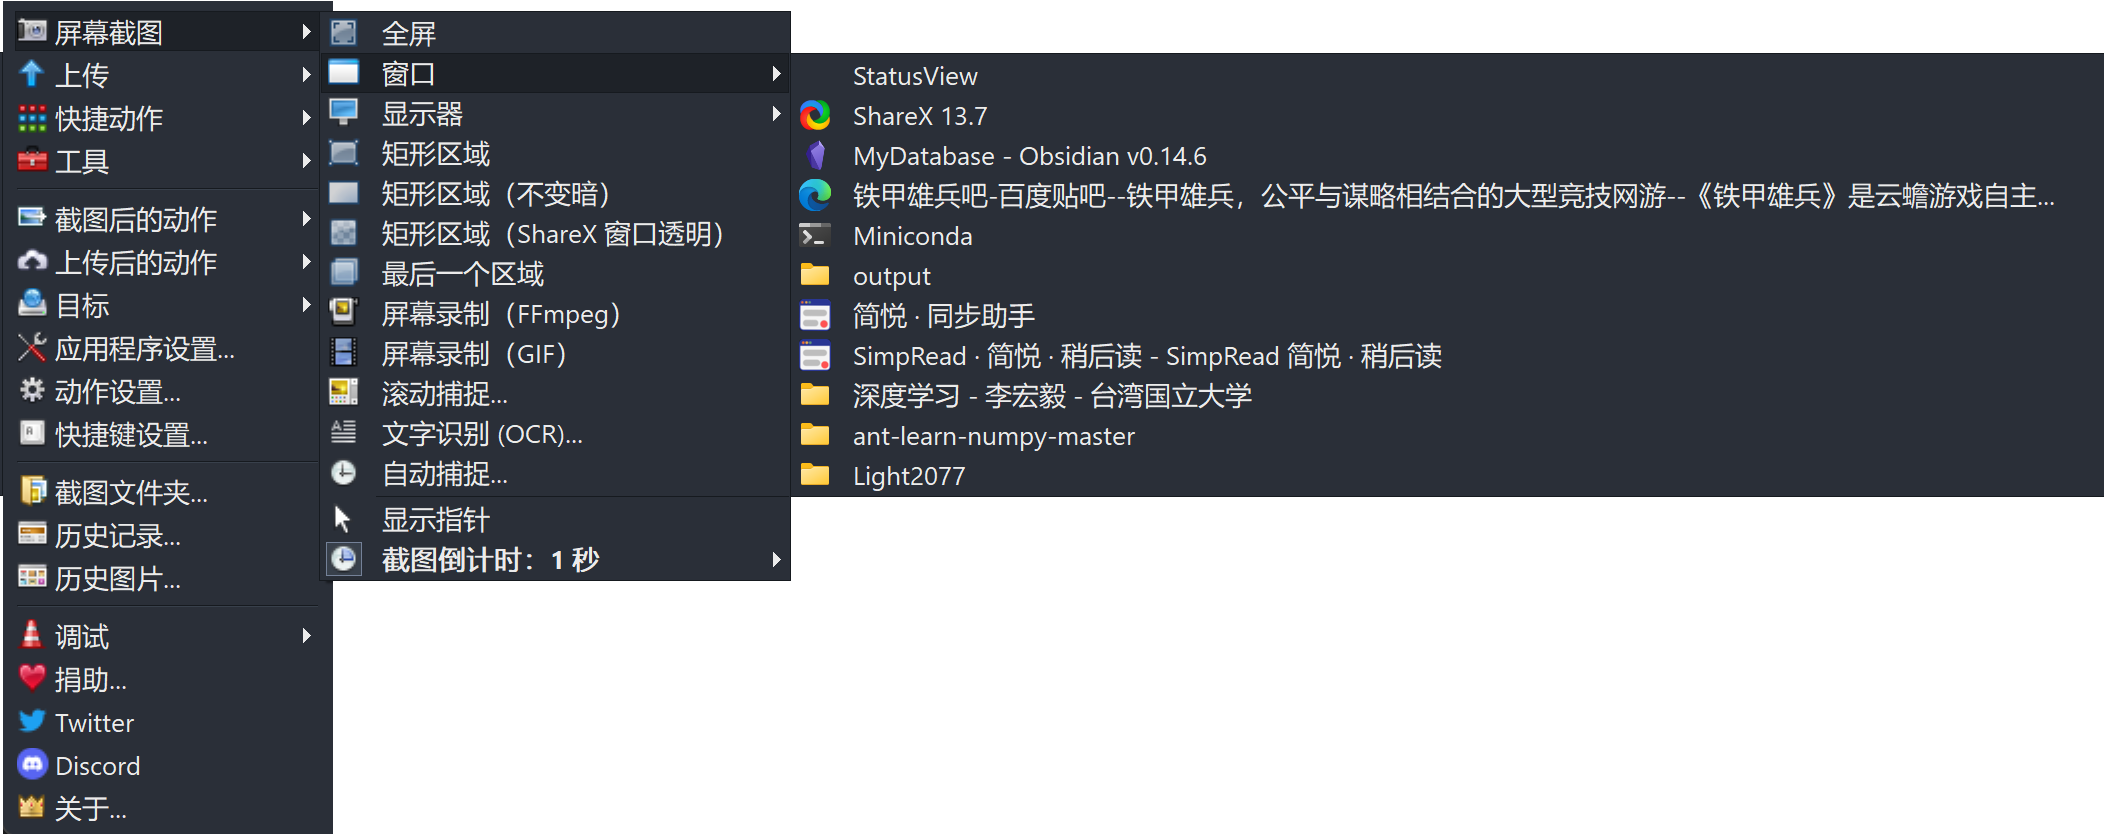 屏幕截图
上传
快捷动作
工具
截图后的动作
上传后的动作
目标
应用程序设置...
动作设置...
快捷键设置...
截图文件夹...
历史记录...
历史图片...
调试
捐助...
Twitter
Discord
关于...
全屏
窗口
显示器
矩形区域
矩形区域（不变暗）
矩形区域（ShareX 窗口透明）
最后一个区域
屏幕录制（FFmpeg）
屏幕录制（GIF）
滚动捕捉...
文字识别 (OCR)...
自动捕捉...
显示指针
截图倒计时：1 秒
StatusView
ShareX 13.7
MyDatabase - Obsidian v0.14.6
铁甲雄兵吧-百度贴吧--铁甲雄兵，公平与谋略相结合的大型竞技网游--《铁甲雄兵》是云蟾游戏自主...
Miniconda
output
简悦 · 同步助手
SimpRead · 简悦 · 稍后读 - SimpRead 简悦 · 稍后读
深度学习 - 李宏毅 - 台湾国立大学
ant-learn-numpy-master
Light2077